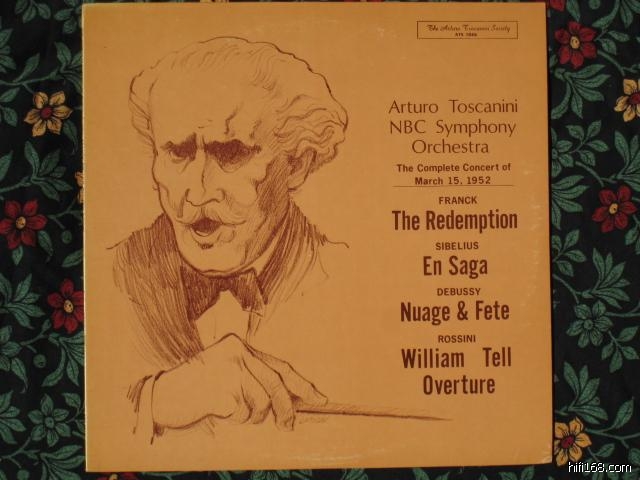 The Arturo Toscanini Society
Arturo Toscanini
NBC Symphony
Orchestra
The Complete Concert of
March 15, 1952
FRANCK
The Redemption
SIBELIUS
En Saga
DEBUSSY
Nuage & Fete
ROSSINI
William Tell
Overture
hifi168.com